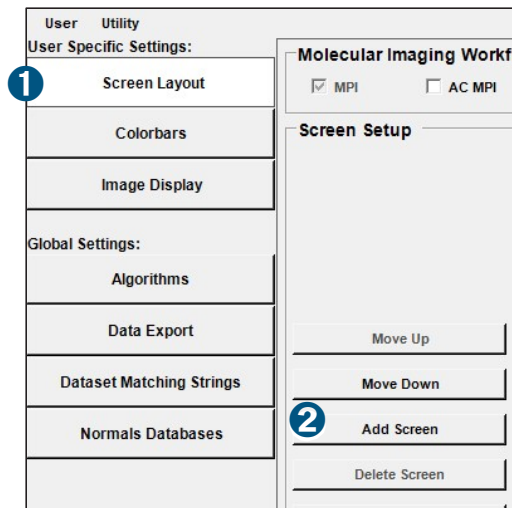 User Utility
User Specific Settings:
1
Screen Layout
Colorbars
Image Display
Global Settings:
Algorithms
Data Export
Dataset Matching Strings
Normals Databases
Molecular Imaging Workf
MPI AC MPI
Screen Setup
Move Up
Move Down
2
Add Screen
Delete Screen